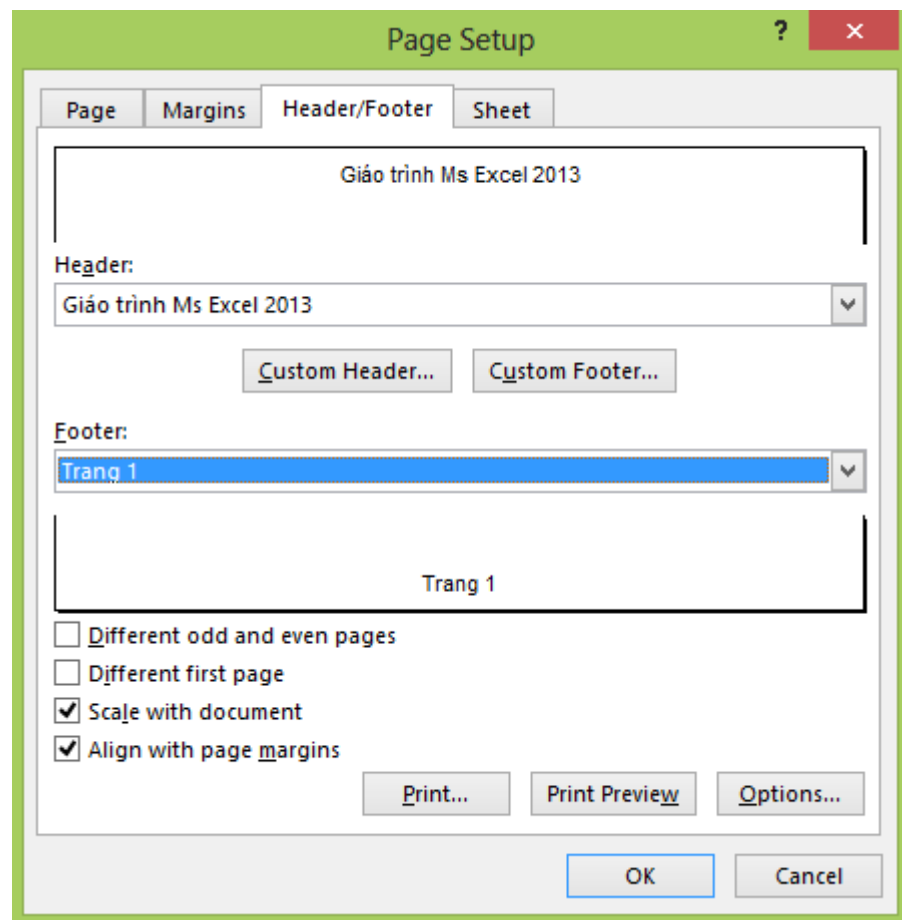 Page Setup
?
Page Margins Header/Footer Sheet
Giáo trình Ms Excel 2013
Header:
Giáo trình Ms Excel 2013
Custom Header... Custom Footer...
Footer:
Trang 1
Trang 1
Different odd and even pages
Different first page
Scale with document
Align with page margins
Print... Print Preview Options...
OK Cancel